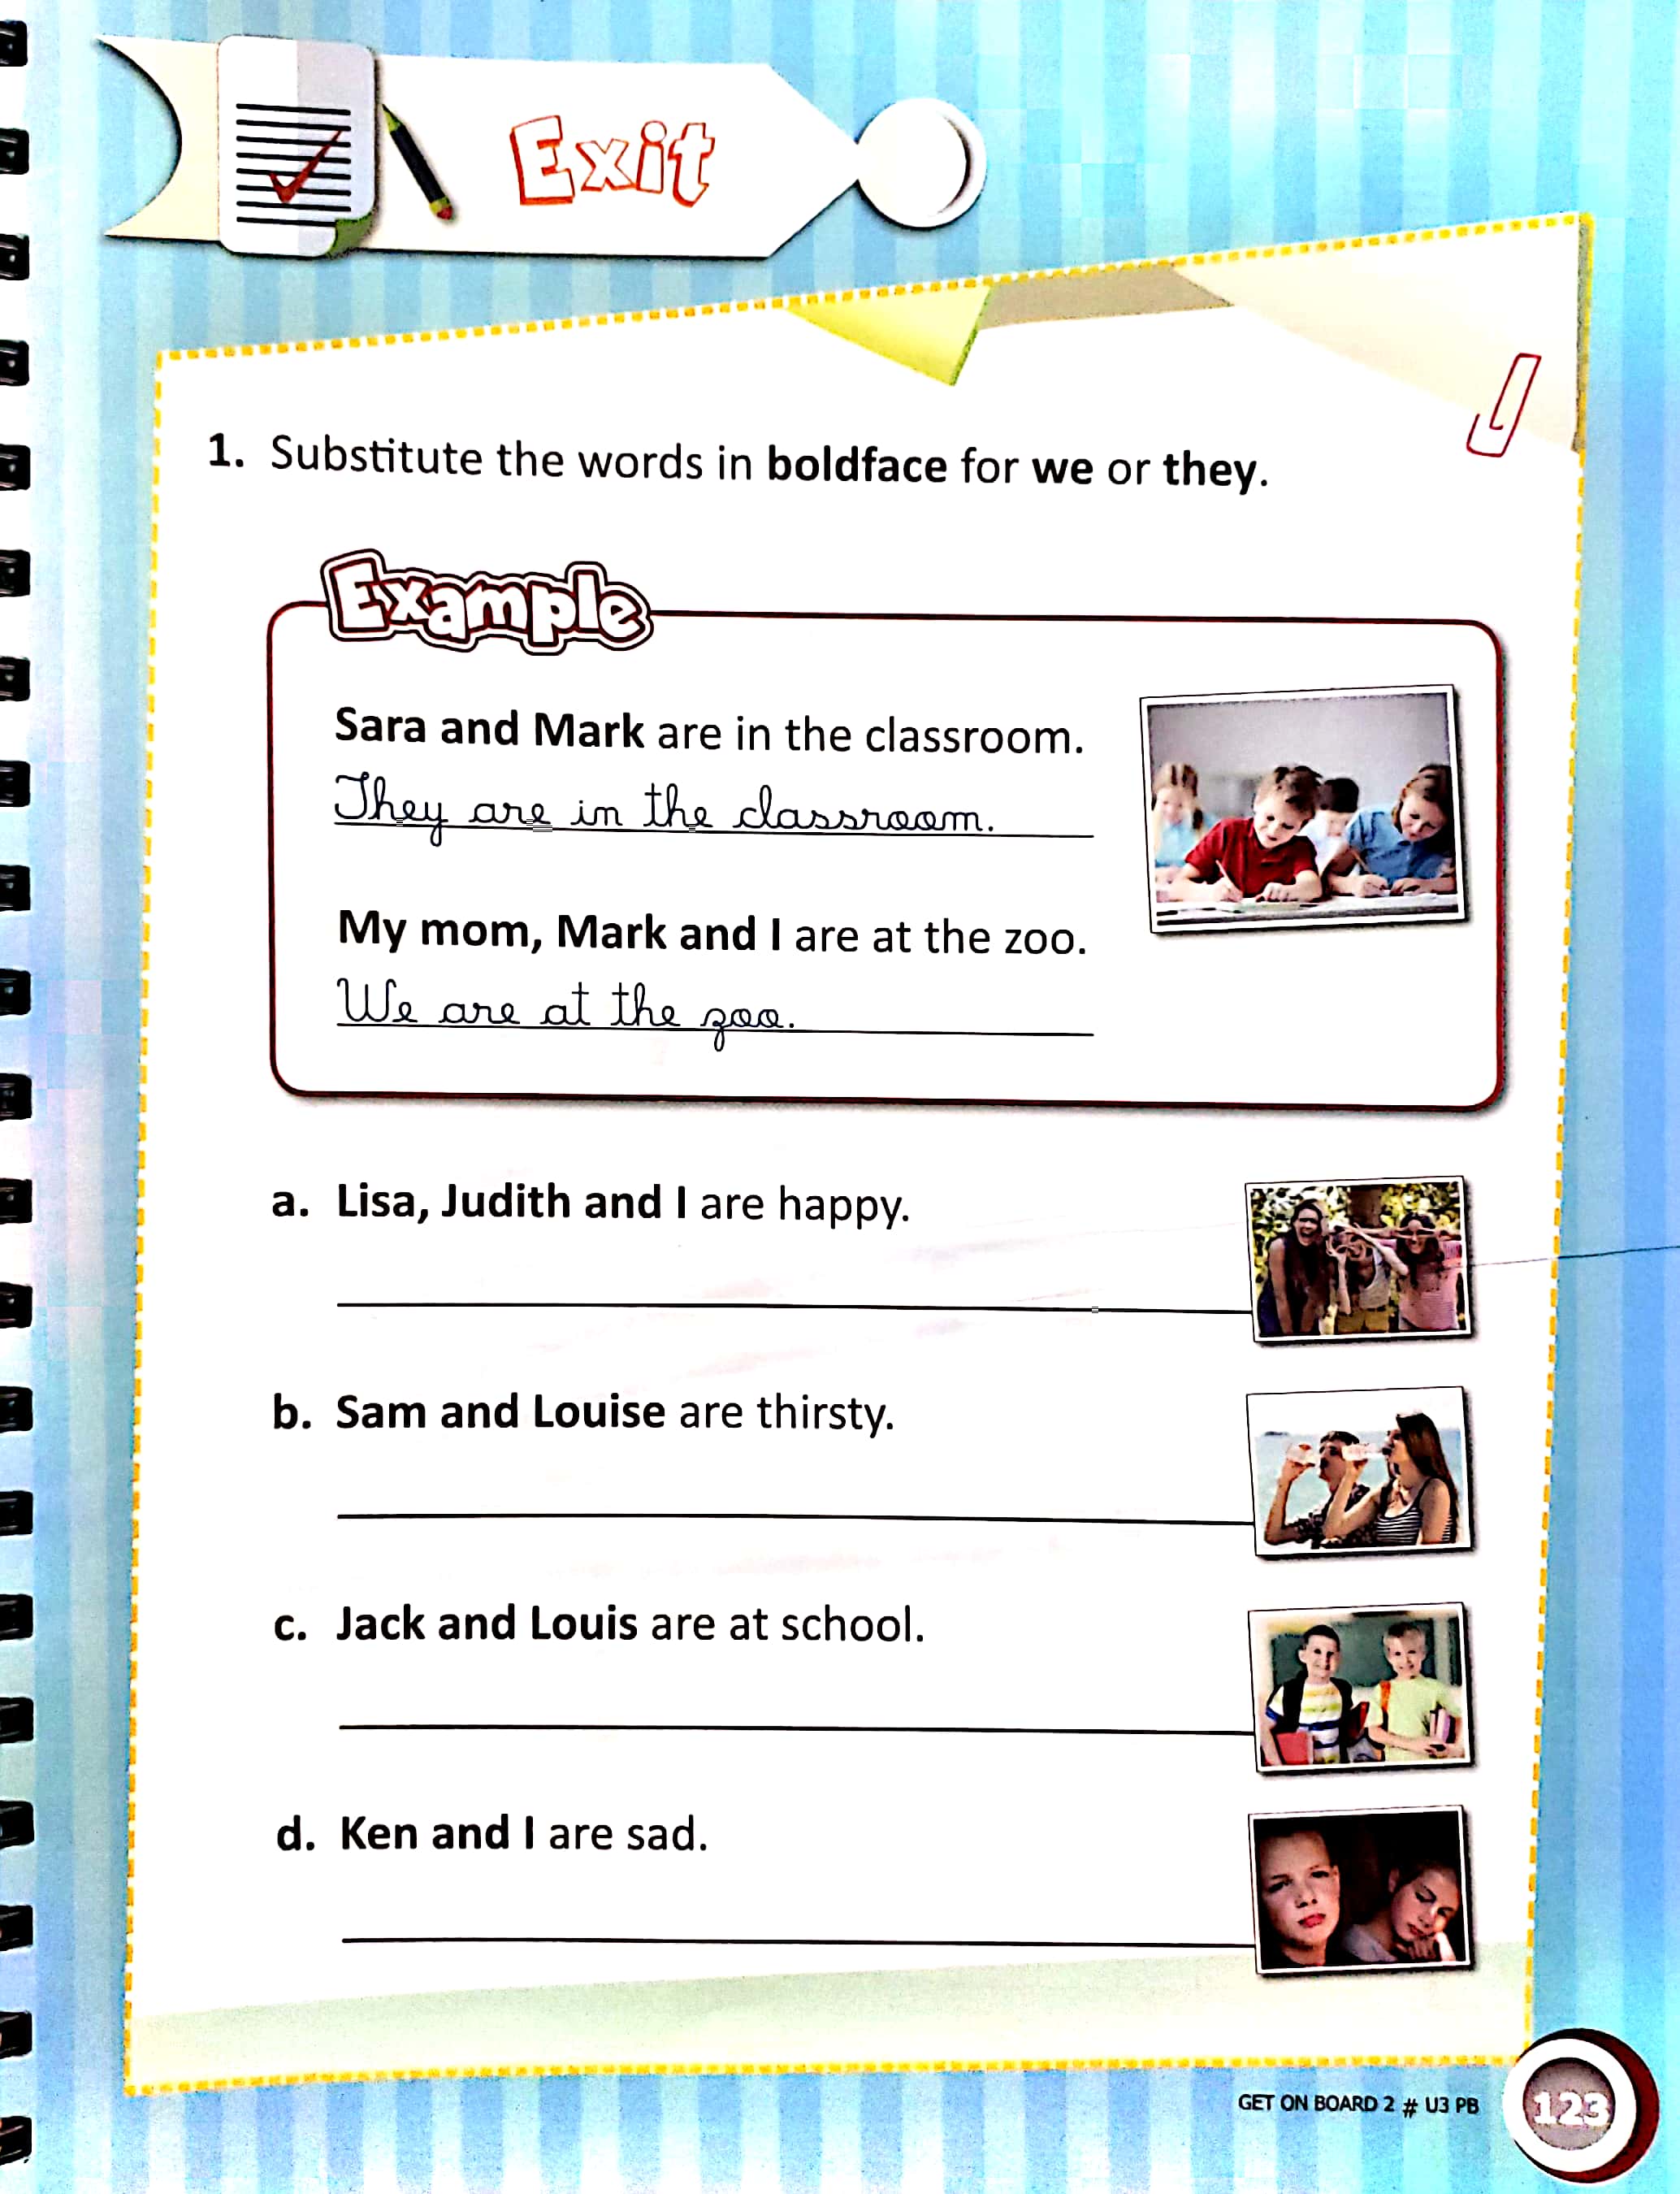 Exit
1. Substitute the words in boldface for we or they.
Example
Sara and Mark are in the classroom.
They are in the classroom.
My mom, Mark and I are at the zoo.
We are at the zoo.
a. Lisa, Judith and I are happy.
b. Sam and Louise are thirsty.
c. Jack and Louis are at school.
d. Ken and I are sad.
GET ON BOARD 2 # U3 PB
123